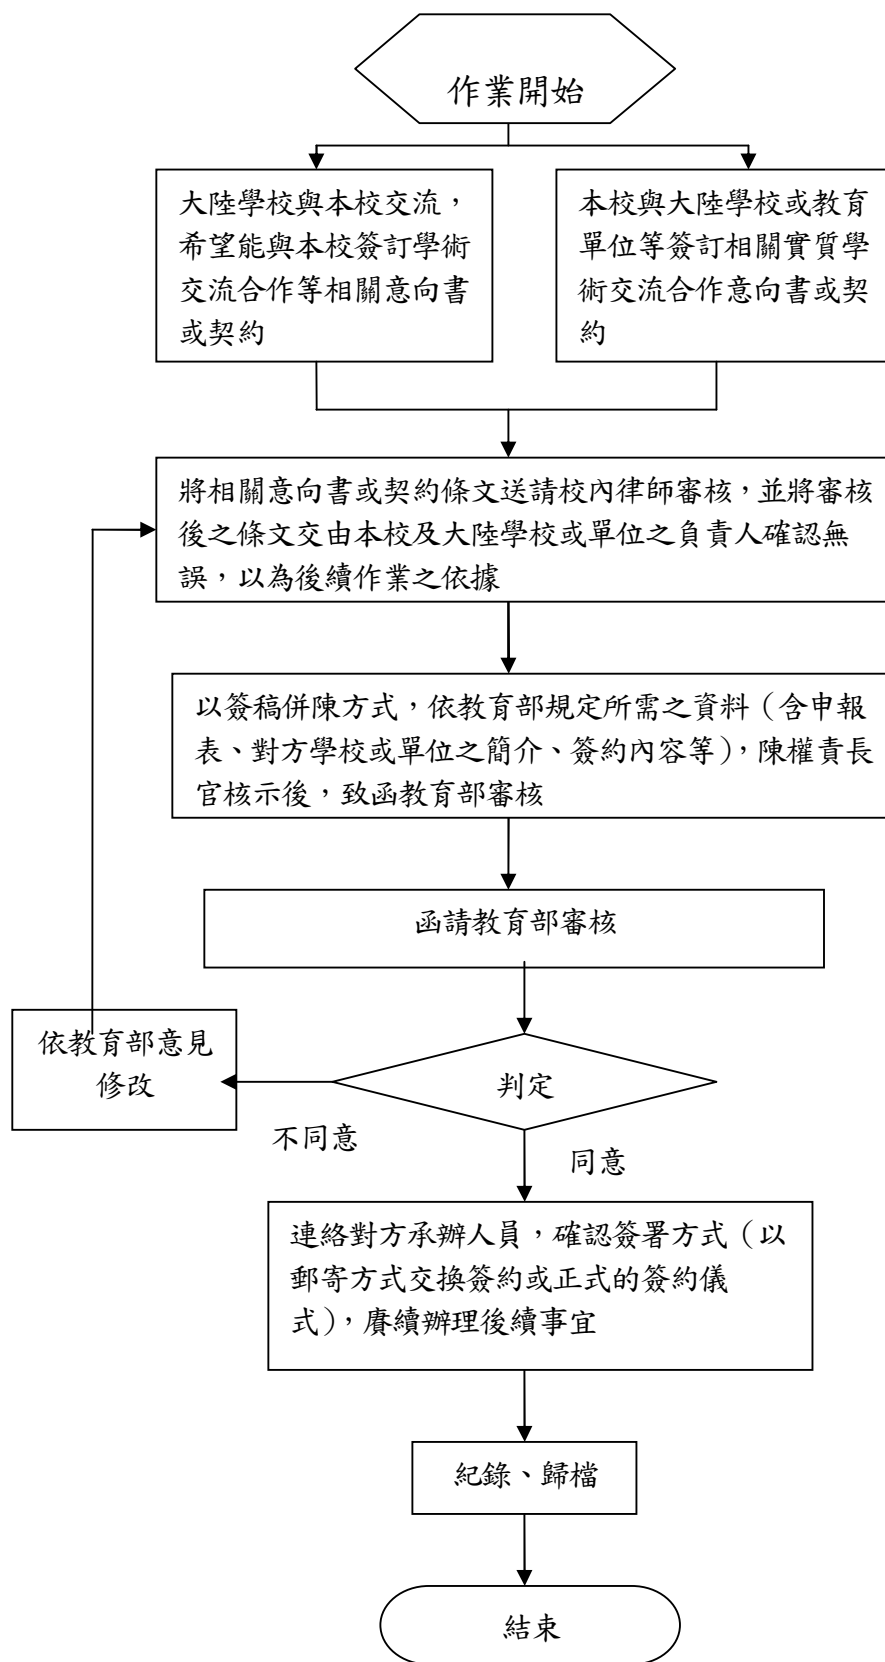 作業開始
大陸學校與本校交流，
希望能與本校簽訂學術
交流合作等相關意向書
或契約
本校與大陸學校或教育
單位等簽訂相關實質學
術交流合作意向書或契
約
將相關意向書或契約條文送請校內律師審核，並將審核
後之條文交由本校及大陸學校或單位之負責人確認無
誤，以為後續作業之依據
以簽稿併陳方式，依教育部規定所需之資料（含申報
表、對方學校或單位之簡介、簽約內容等），陳權責長
官核示後，致函教育部審核
函請教育部審核
依教育部意見
修改
判定
不同意
同意
連絡對方承辦人員，確認簽署方式（以
郵寄方式交換簽約或正式的簽約儀
式），賡續辦理後續事宜
紀錄、歸檔
結束